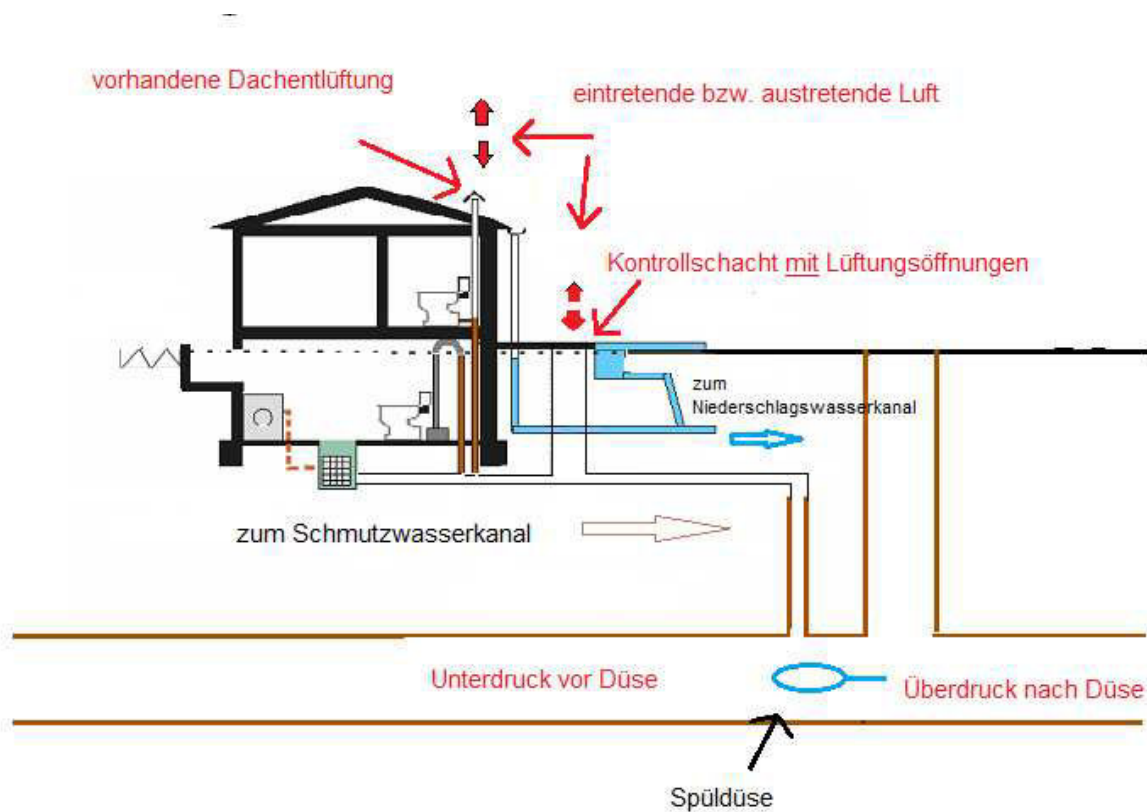 vorhandene Dachentlüftung
eintretende bzw. austretende Luft
Kontrollschacht mit Lüftungsöffnungen
zum
Niederschlagswasserkanal
zum Schmutzwasserkanal
Unterdruck vor Düse
Überdruck nach Düse
Spüldüse